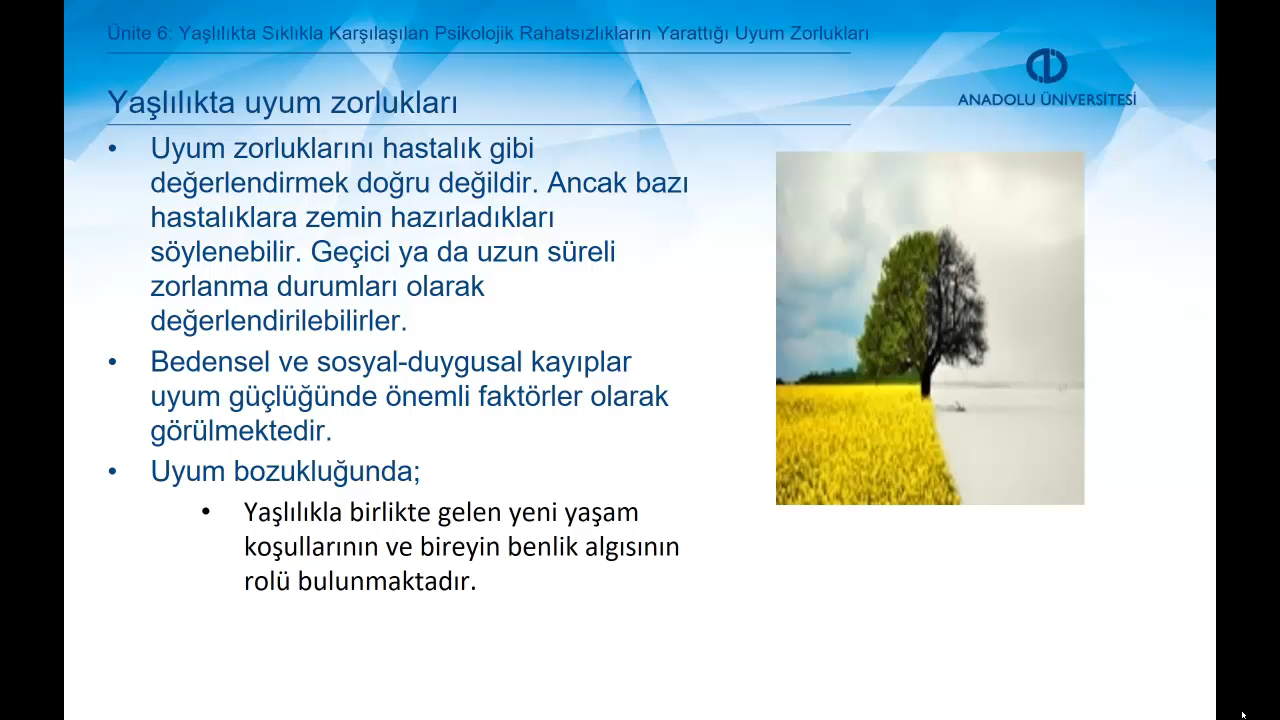 Ünite 6: Yaşlılıkta Sıklıkla Karşılaşılan Psikolojik Rahatsızlıkların Yarattığı Uyum Zorlukları
ANADOLU ÜNİVERSİTESİ
Yaşlılıkta uyum zorlukları
• Uyum zorluklarını hastalık gibi
değerlendirmek doğru değildir. Ancak bazı
hastalıklara zemin hazırladıkları
söylenebilir. Geçici ya da uzun süreli
zorlanma durumları olarak
değerlendirilebilirler.
• Bedensel ve sosyal-duygusal kayıplar
uyum güçlüğünde önemli faktörler olarak
görülmektedir.
• Uyum bozukluğunda;
• Yaşlılıkla birlikte gelen yeni yaşam
koşullarının ve bireyin benlik algısının
rolü bulunmaktadır.